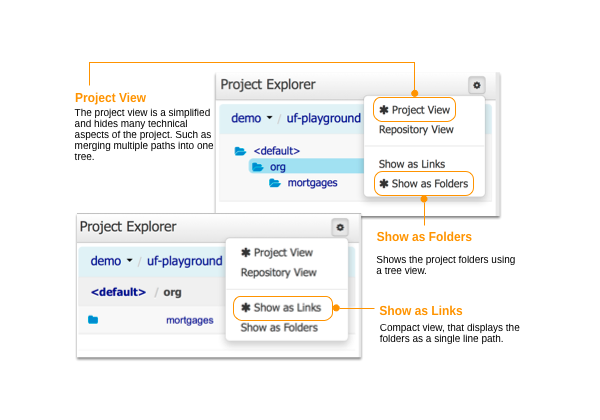 Project View
The project view is a simplified
and hides many technical
aspects of the project. Such as
merging multiple paths into one
tree.
Project Explorer
demo / uf-playground
<default>
org
mortgages
✱ Project View
Repository View
Show as Links
✱ Show as Folders
Show as Folders
Shows the project folders using
a tree view.
Project Explorer
demo / uf-playground
<default> / org
mortgages
✱ Project View
Repository View
✱ Show as Links
Show as Folders
Show as Links
Compact view, that displays the
folders as a single line path.